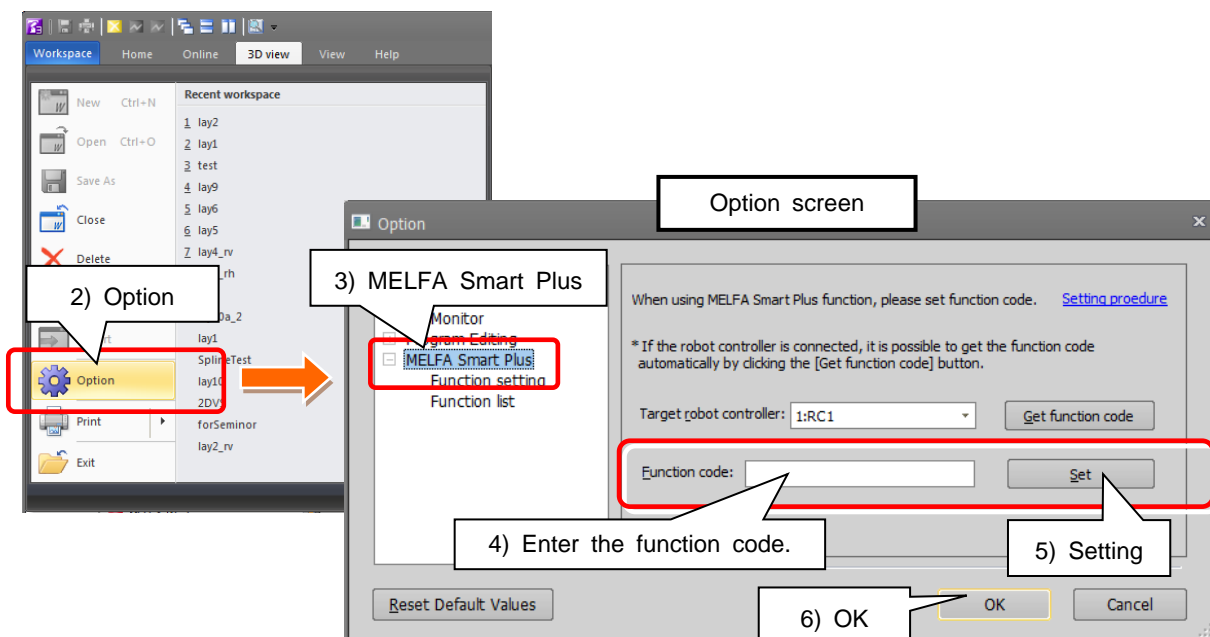 Workspace Home Online 3D view View Help
New Ctrl+N
Open Ctrl+O
Save As
Close
Delete
2) Option
Option
Print
Exit
Recent workspace
1 lay2
2 lay1
3 test
4 lay9
5 lay6
6 lay5
7 lay4_rv
_rh
a_2
lay1
SplineTest
lay10
2DVS
forSeminor
lay2_rv
Option screen
Option
3) MELFA Smart Plus
Monitor
Program Editing
MELFA Smart Plus
Function setting
Function list
When using MELFA Smart Plus function, please set function code. Setting proedure
* If the robot controller is connected, it is possible to get the function code
automatically by clicking the [Get function code] button.
Target robot controller: 1:RC1 Get function code
Function code: Set
4) Enter the function code.
5) Setting
Reset Default Values
6) OK
OK
Cancel